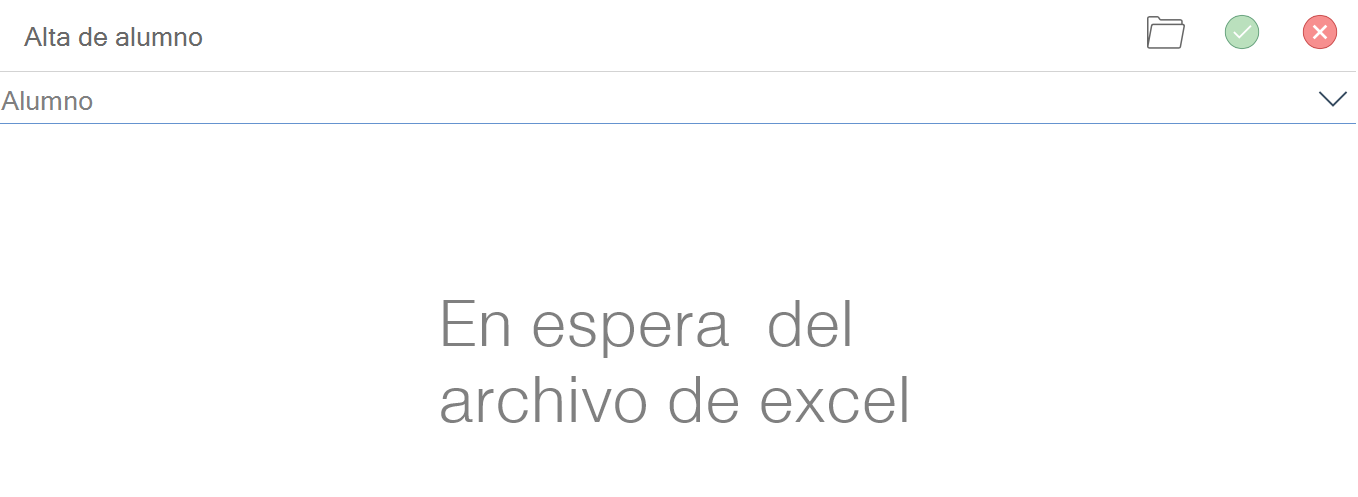 Alta de alumno
Alumno
En espera  del
archivo de excel